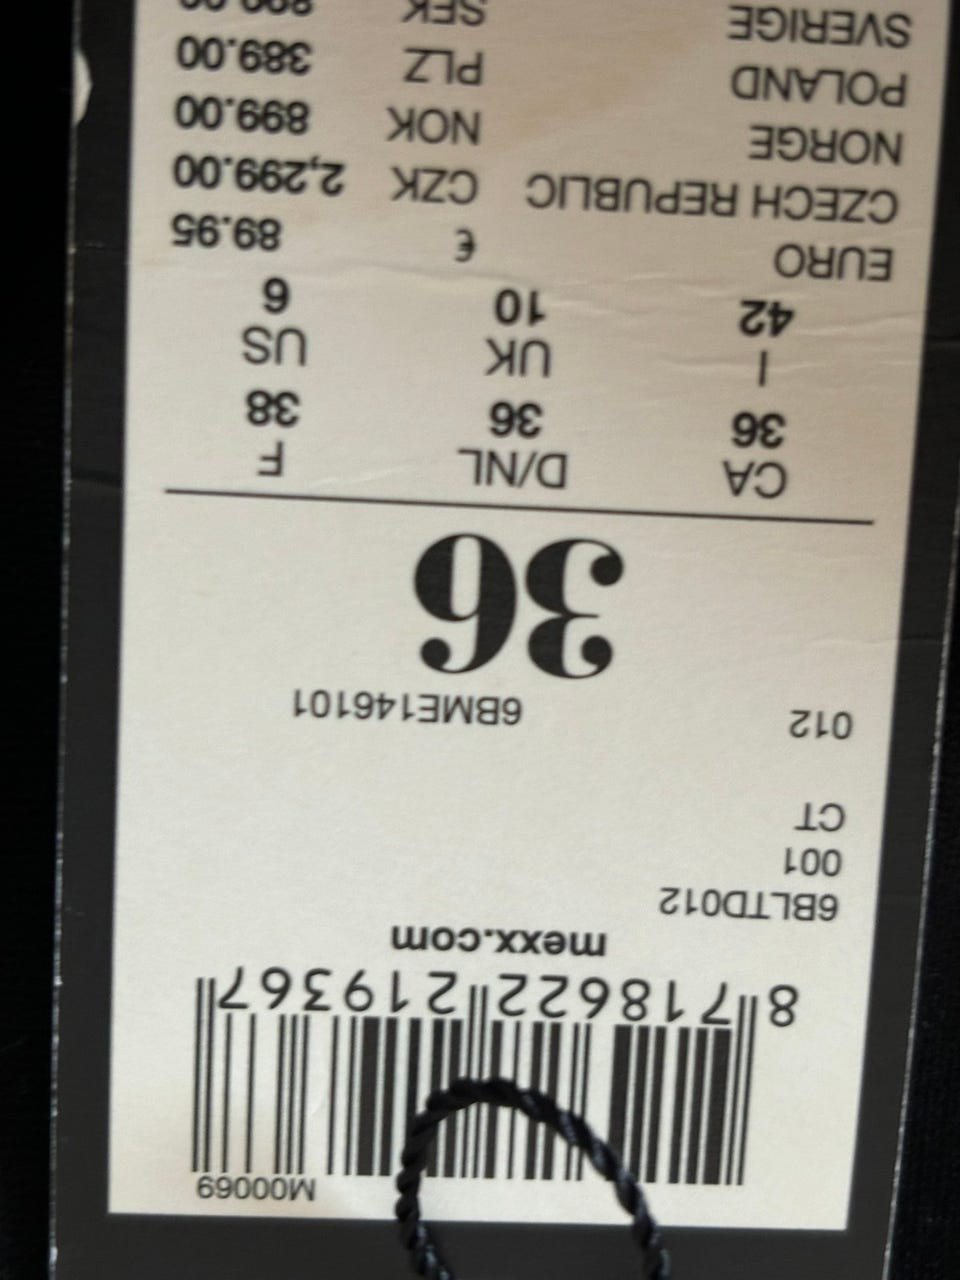 M00069
8 718622 219367
mexx.com
6BLTD012
001
CT
012 6BME146101
36
CA D/NL F
36 36 38
I UK US
42 10 6
EURO € 89.95
CZECH REPUBLIC CZK 2,299.00
NORGE NOK 899.00
POLAND PLZ 389.00
SVERIGE SEK